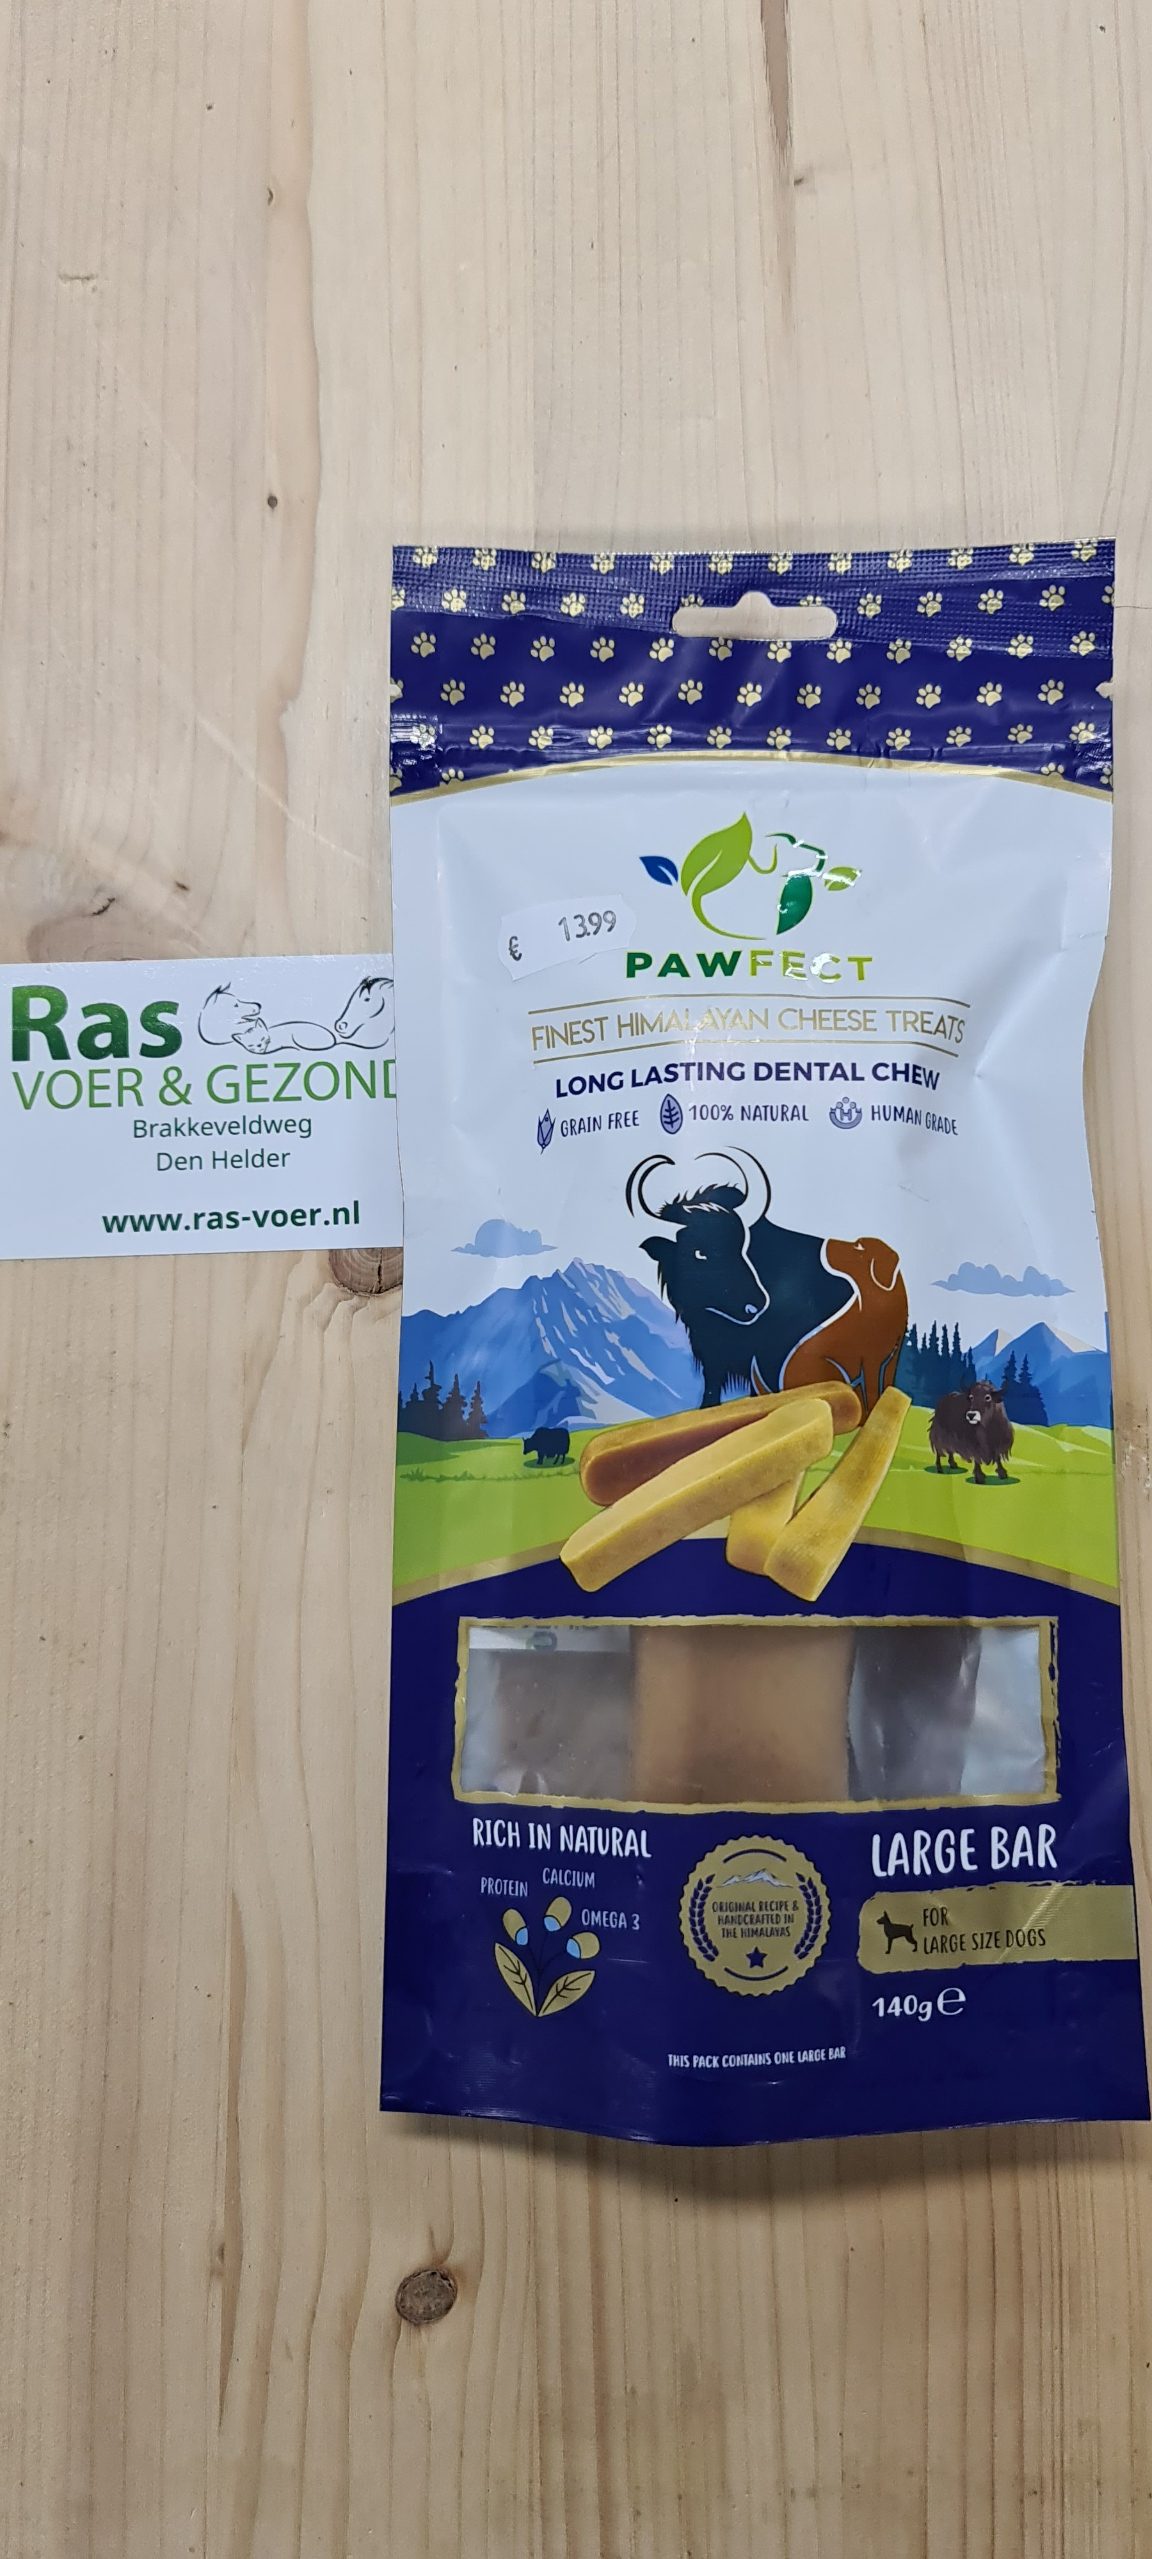 Ras
VOER & GEZOND
Brakkeveldweg
Den Helder
www.ras-voer.nl
€ 13.99
PAWFECT
FINEST HIMALAYAN CHEESE TREATS
LONG LASTING DENTAL CHEW
GRAIN FREE 100% NATURAL HUMAN GRADE
RICH IN NATURAL
PROTEIN
CALCIUM
OMEGA 3
ORIGINAL RECIPE &
HANDCRAFTED IN
THE HIMALAYAS
LARGE BAR
FOR
LARGE SIZE DOGS
140g℮
THIS PACK CONTAINS ONE LARGE BAR